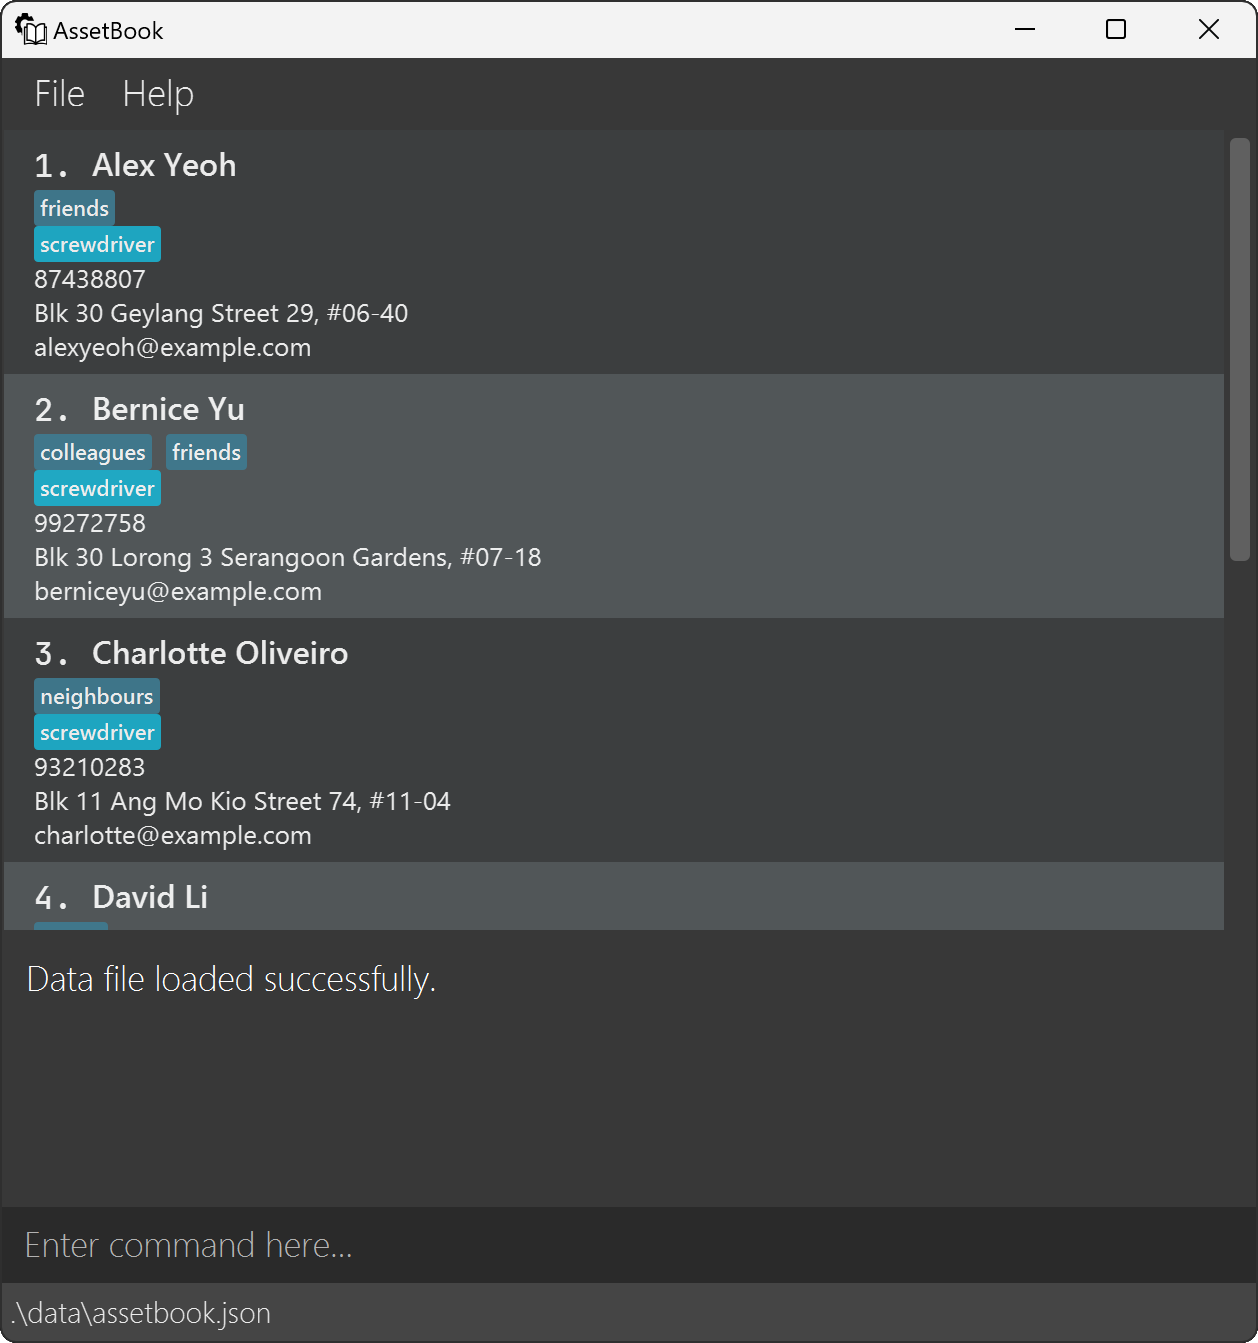 AssetBook
File Help
1. Alex Yeoh
friends
screwdriver
87438807
Blk 30 Geylang Street 29, #06-40
alexyeoh@example.com
2. Bernice Yu
colleagues friends
screwdriver
99272758
Blk 30 Lorong 3 Serangoon Gardens, #07-18
berniceyu@example.com
3. Charlotte Oliveiro
neighbours
screwdriver
93210283
Blk 11 Ang Mo Kio Street 74, #11-04
charlotte@example.com
4. David Li
Data file loaded successfully.
Enter command here...
.\data\assetbook.json